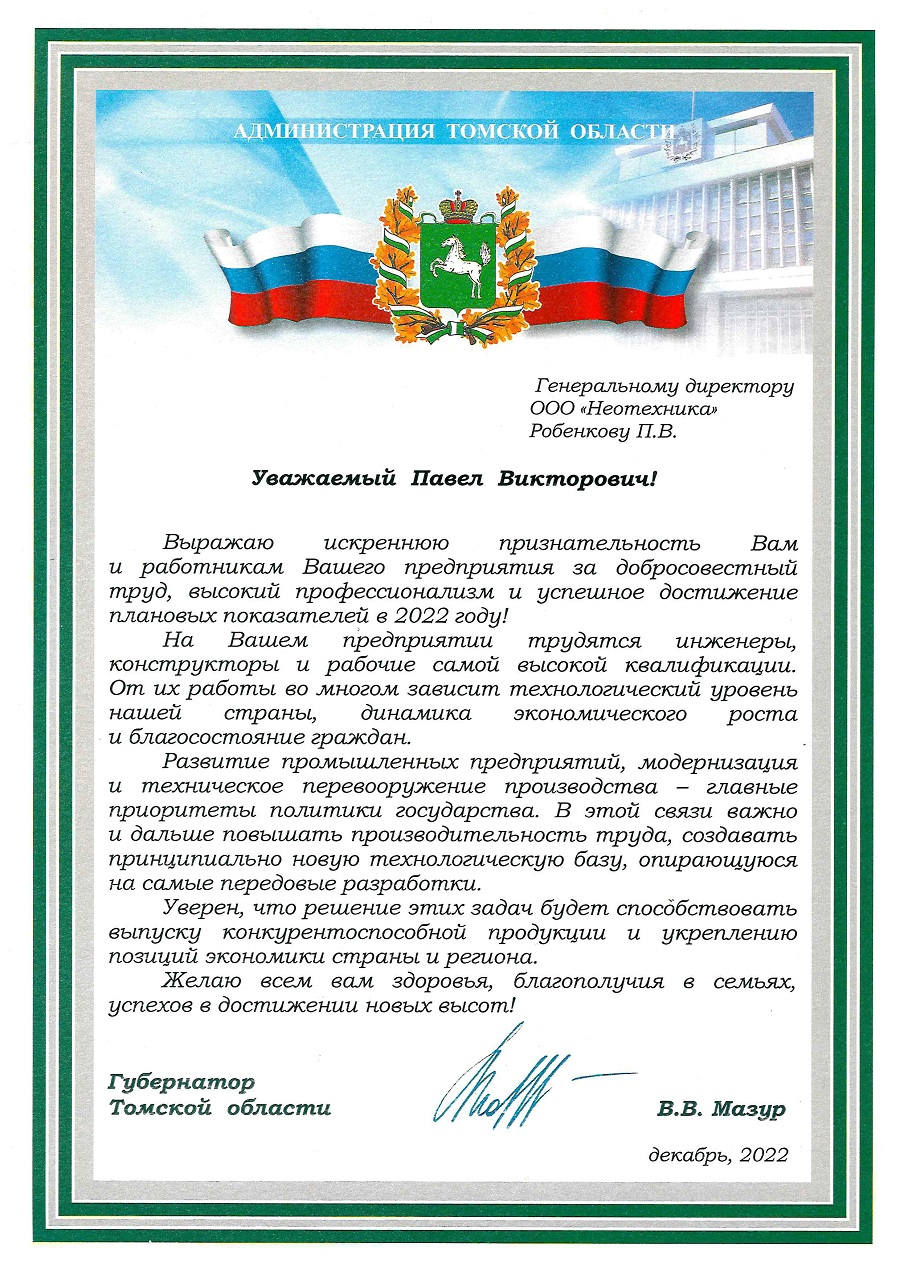 АДМИНИСТРАЦИЯ ТОМСКОЙ ОБЛАСТИ
Генеральному директору
ООО «Неотехника»
Робенкову П.В.
Уважаемый Павел Викторович!
Выражаю искреннюю признательность Вам
и работникам Вашего предприятия за добросовестный
труд, высокий профессионализм и успешное достижение
плановых показателей в 2022 году!
На Вашем предприятии трудятся инженеры,
конструкторы и рабочие самой высокой квалификации.
От их работы во многом зависит технологический уровень
нашей страны, динамика экономического роста
и благосостояние граждан.
Развитие промышленных предприятий, модернизация
и техническое перевооружение производства – главные
приоритеты политики государства. В этой связи важно
и дальше повышать производительность труда, создавать
принципиально новую технологическую базу, опирающуюся
на самые передовые разработки.
Уверен, что решение этих задач будет способствовать
выпуску конкурентоспособной продукции и укреплению
позиций экономики страны и региона.
Желаю всем вам здоровья, благополучия в семьях,
успехов в достижении новых высот!
Губернатор
Томской области
В.В. Мазур
декабрь, 2022